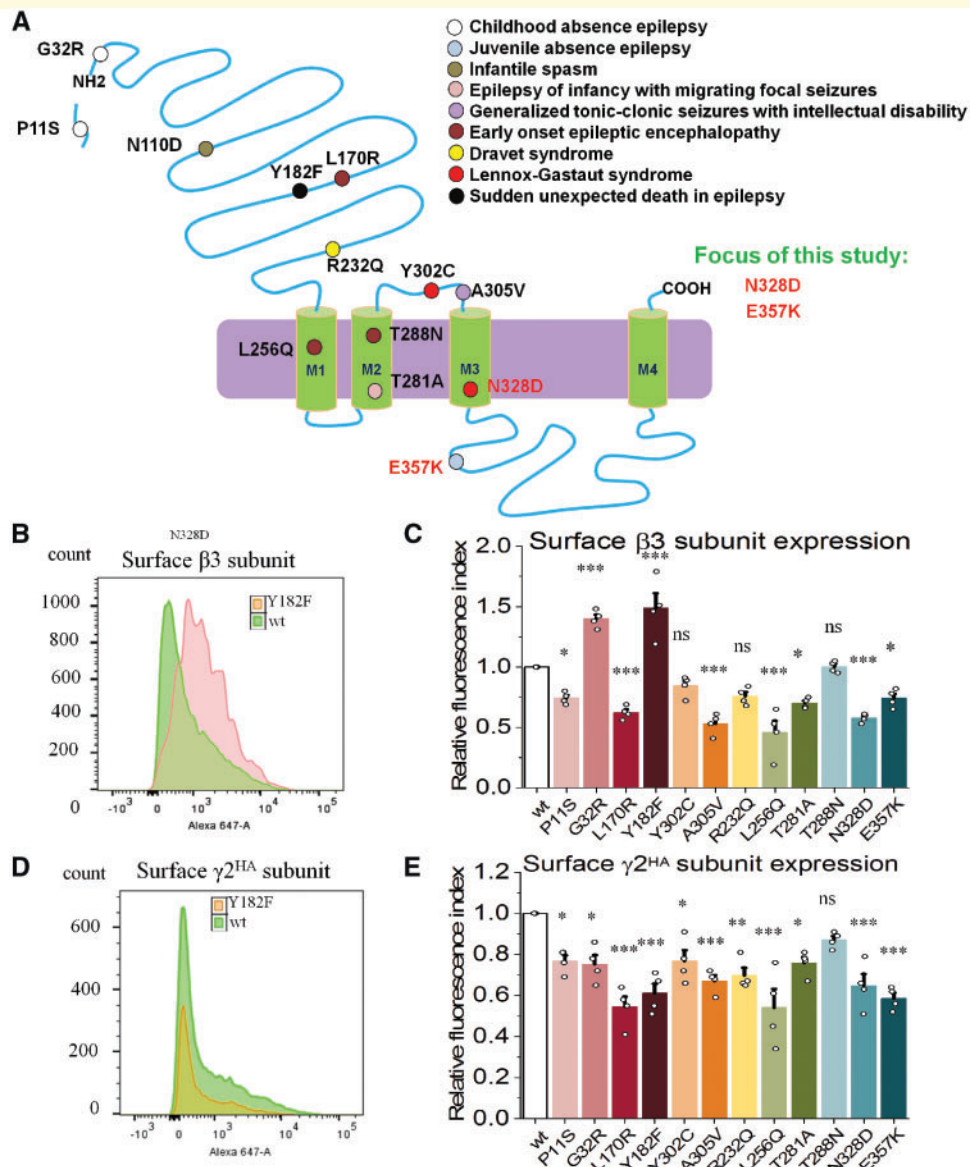 A
G32R
NH2
P11S
N110D
Y182F
L170R
R232Q
Y302C
A305V
L256Q
T288N
T281A
N328D
E357K
M1
M2
M3
M4
COOH
Childhood absence epilepsy
Juvenile absence epilepsy
Infantile spasm
Epilepsy of infancy with migrating focal seizures
Generalized tonic-clonic seizures with intellectual disability
Early onset epileptic encephalopathy
Dravet syndrome
Lennox-Gastaut syndrome
Sudden unexpected death in epilepsy
Focus of this study:
N328D
E357K
B
N328D
count
Surface β3 subunit
Y182F
wt
1000
800
600
400
200
0
-10³ 0 10³ 10⁴ 10⁵
Alexa 647-A
C
Surface β3 subunit expression
Relative fluorescence index
2.0
1.5
1.0
0.5
0.0
* *** *** *** ns *** ns *** * ns *** *
wt P11S G32R L170R Y182F Y302C A305V R232Q L256Q T281A T288N N328D E357K
D
count
Surface γ2ᴴᴬ subunit
Y182F
wt
600
400
200
0
-10³ 0 10³ 10⁴ 10⁵
Alexa 647-A
E
Surface γ2ᴴᴬ subunit expression
Relative fluorescence index
1.2
1.0
0.8
0.6
0.4
0.2
0.0
* * *** *** * *** ** *** * ns *** ***
wt P11S G32R L170R Y182F Y302C A305V R232Q L256Q T281A T288N N328D E357K